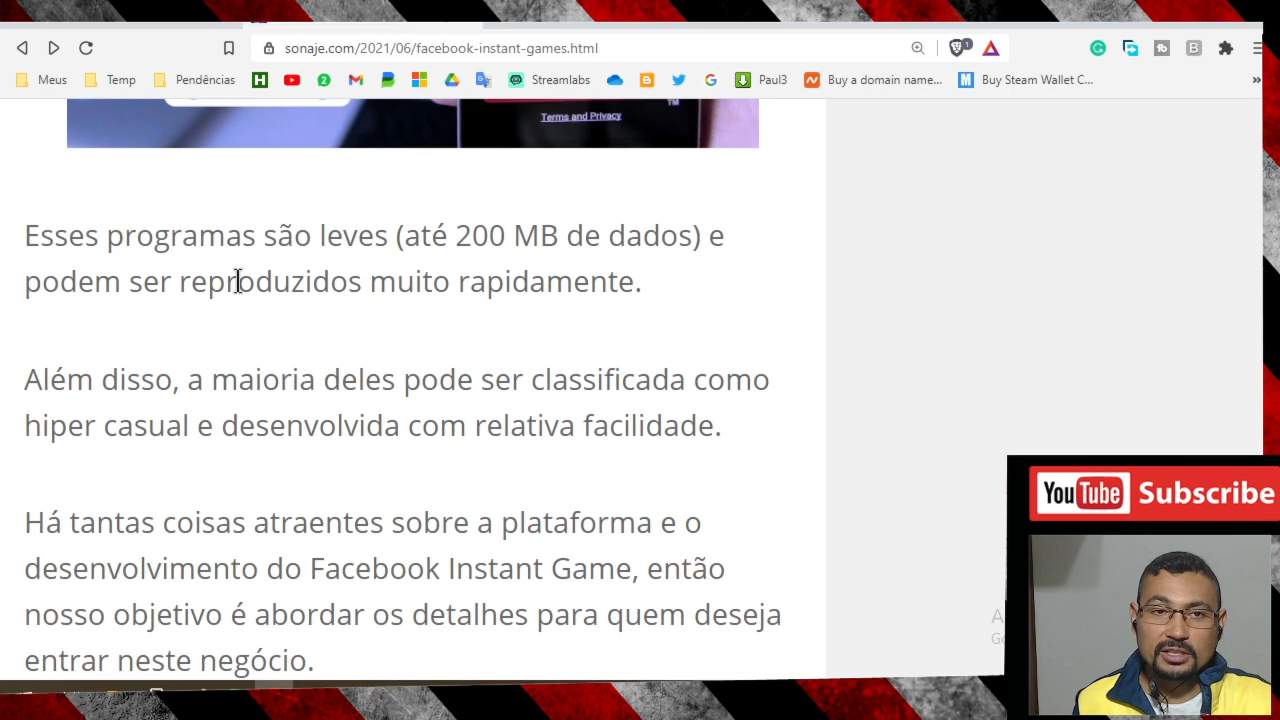 sonaje.com/2021/06/facebook-instant-games.html
1
Meus
Temp
Pendências
H
2
Streamlabs
G
Paul3
Buy a domain name...
M
Buy Steam Wallet C...
»
Terms and Privacy
TM
Esses programas são leves (até 200 MB de dados) e
podem ser reproduzidos muito rapidamente.
Além disso, a maioria deles pode ser classificada como
hiper casual e desenvolvida com relativa facilidade.
Há tantas coisas atraentes sobre a plataforma e o
desenvolvimento do Facebook Instant Game, então
nosso objetivo é abordar os detalhes para quem deseja
entrar neste negócio.
YouTube Subscribe